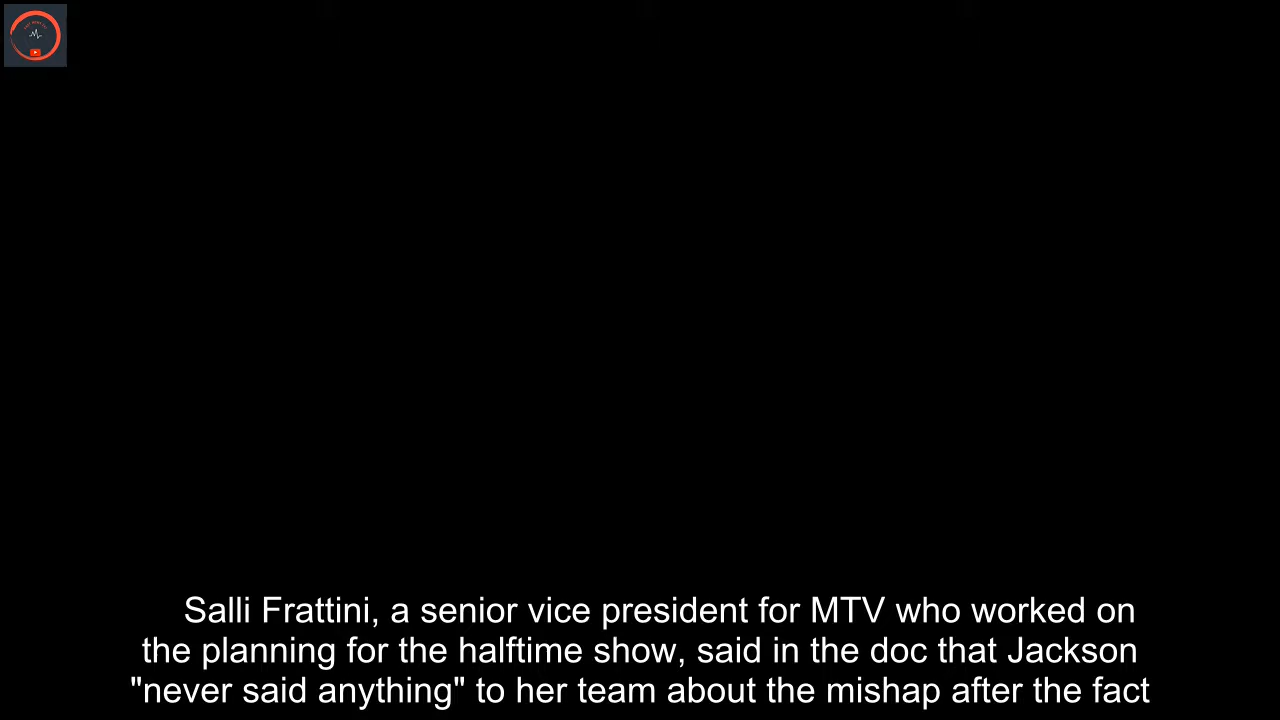 Salli Frattini, a senior vice president for MTV who worked on
the planning for the halftime show, said in the doc that Jackson
"never said anything" to her team about the mishap after the fact